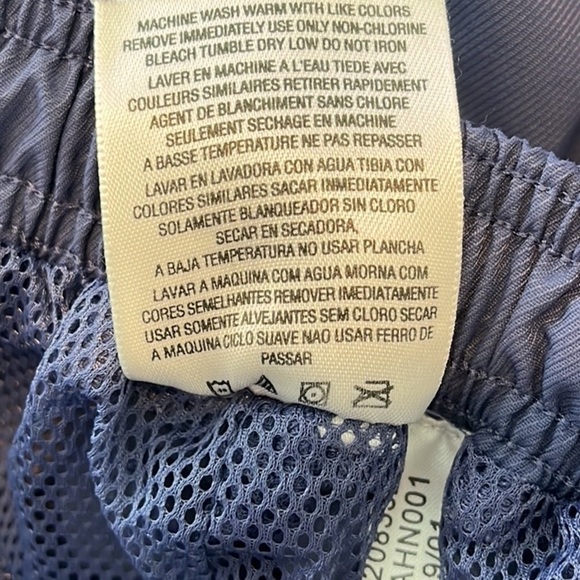 MACHINE WASH WARM WITH LIKE COLORS
REMOVE IMMEDIATELY USE ONLY NON-CHLORINE
BLEACH TUMBLE DRY LOW DO NOT IRON
LAVER EN MACHINE A L'EAU TIEDE AVEC
COULEURS SIMILAIRES RETIRER RAPIDEMENT
AGENT DE BLANCHIMENT SANS CHLORE
SEULEMENT SECHAGE EN MACHINE
A BASSE TEMPERATURE NE PAS REPASSER
LAVAR EN LAVADORA CON AGUA TIBIA CON
COLORES SIMILARES SACAR INMEDIATAMENTE
SOLAMENTE BLANQUEADOR SIN CLORO
SECAR EN SECADORA,
A BAJA TEMPERATURA NO USAR PLANCHA
LAVAR A MAQUINA COM AGUA MORNA COM
CORES SEMELHANTES REMOVER IMEDIATAMENTE
USAR SOMENTE ALVEJANTES SEM CLORO SECAR
A MAQUINA CICLO SUAVE NAO USAR FERRO DE
PASSAR
AHN001
9/01